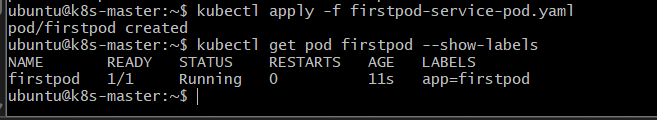 ubuntu@k8s-master:~$ kubectl apply -f firstpod-service-pod.yaml
pod/firstpod created
ubuntu@k8s-master:~$ kubectl get pod firstpod --show-labels
NAME       READY   STATUS    RESTARTS   AGE   LABELS
firstpod   1/1     Running   0          11s   app=firstpod
ubuntu@k8s-master:~$